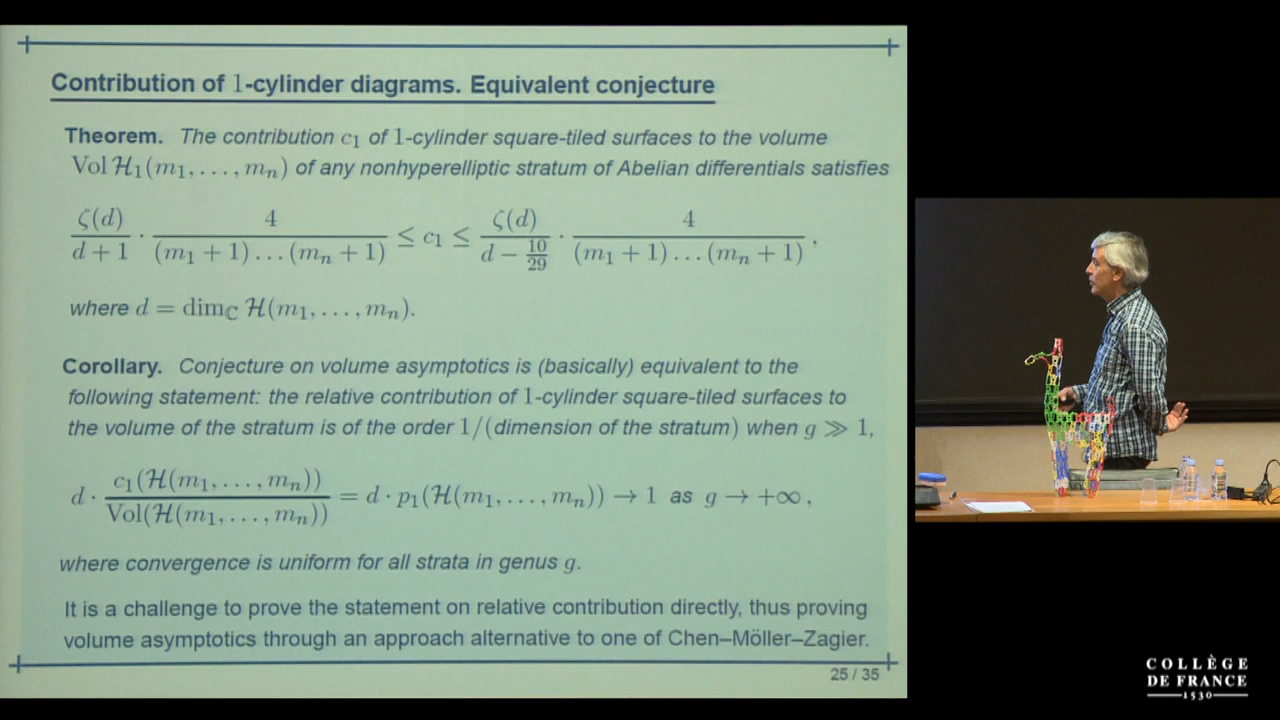 Contribution of 1-cylinder diagrams. Equivalent conjecture
Theorem. The contribution c₁ of 1-cylinder square-tiled surfaces to the volume
Vol ℋ₁(m₁, . . . , mₙ) of any nonhyperelliptic stratum of Abelian differentials satisfies
ζ(d)/(d + 1) · 4/((m₁ + 1) . . . (mₙ + 1)) ≤ c₁ ≤ ζ(d)/(d − 10/29) · 4/((m₁ + 1) . . . (mₙ + 1)) ,
where d = dim_ℂ ℋ(m₁, . . . , mₙ).
Corollary. Conjecture on volume asymptotics is (basically) equivalent to the
following statement: the relative contribution of 1-cylinder square-tiled surfaces to
the volume of the stratum is of the order 1/(dimension of the stratum) when g ≫ 1,
d · c₁(ℋ(m₁, . . . , mₙ))/Vol(ℋ(m₁, . . . , mₙ)) = d · p₁(ℋ(m₁, . . . , mₙ)) → 1 as g → +∞ ,
where convergence is uniform for all strata in genus g.
It is a challenge to prove the statement on relative contribution directly, thus proving
volume asymptotics through an approach alternative to one of Chen–Möller–Zagier.
25 / 35
COLLÈGE
DE FRANCE
1530